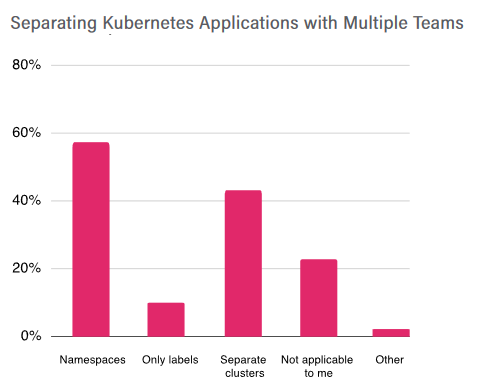 Separating Kubernetes Applications with Multiple Teams
80%
60%
40%
20%
0%
Namespaces
Only labels
Separate
clusters
Not applicable
to me
Other